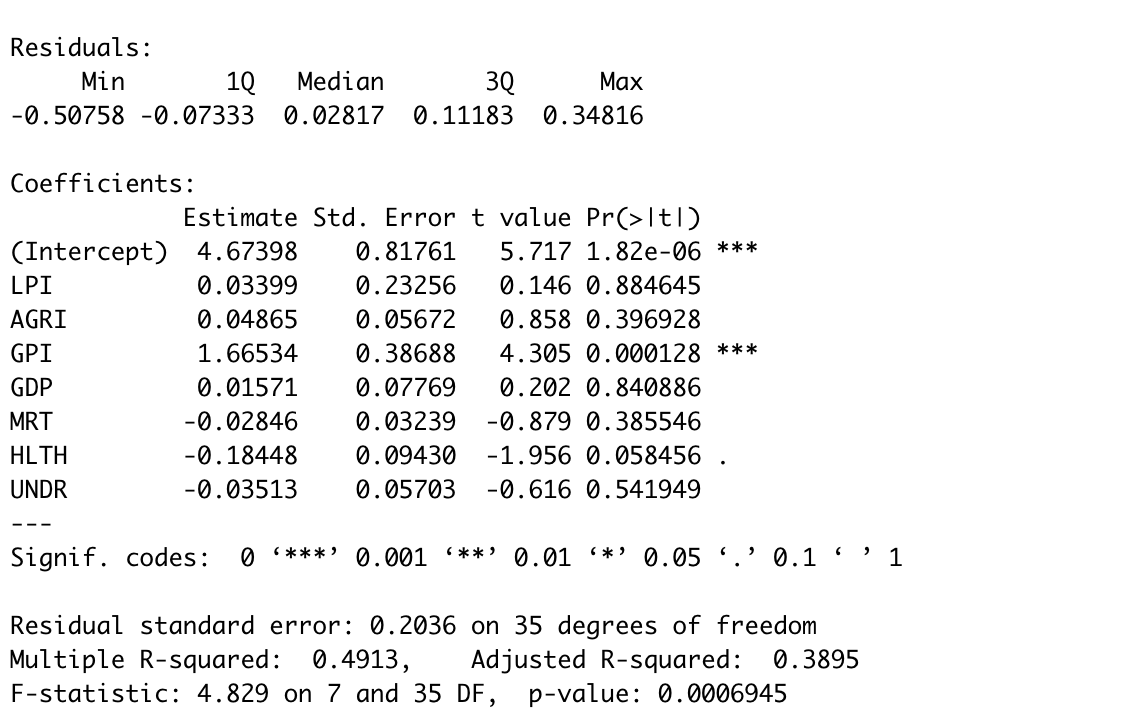 Residuals:
     Min       1Q   Median       3Q      Max
-0.50758 -0.07333  0.02817  0.11183  0.34816
Coefficients:
            Estimate Std. Error t value Pr(>|t|)
(Intercept)  4.67398    0.81761   5.717 1.82e-06 ***
LPI          0.03399    0.23256   0.146 0.884645
AGRI         0.04865    0.05672   0.858 0.396928
GPI          1.66534    0.38688   4.305 0.000128 ***
GDP          0.01571    0.07769   0.202 0.840886
MRT         -0.02846    0.03239  -0.879 0.385546
HLTH        -0.18448    0.09430  -1.956 0.058456 .
UNDR        -0.03513    0.05703  -0.616 0.541949
---
Signif. codes:  0 ‘***’ 0.001 ‘**’ 0.01 ‘*’ 0.05 ‘.’ 0.1 ‘ ’ 1
Residual standard error: 0.2036 on 35 degrees of freedom
Multiple R-squared:  0.4913,    Adjusted R-squared:  0.3895
F-statistic: 4.829 on 7 and 35 DF,  p-value: 0.0006945